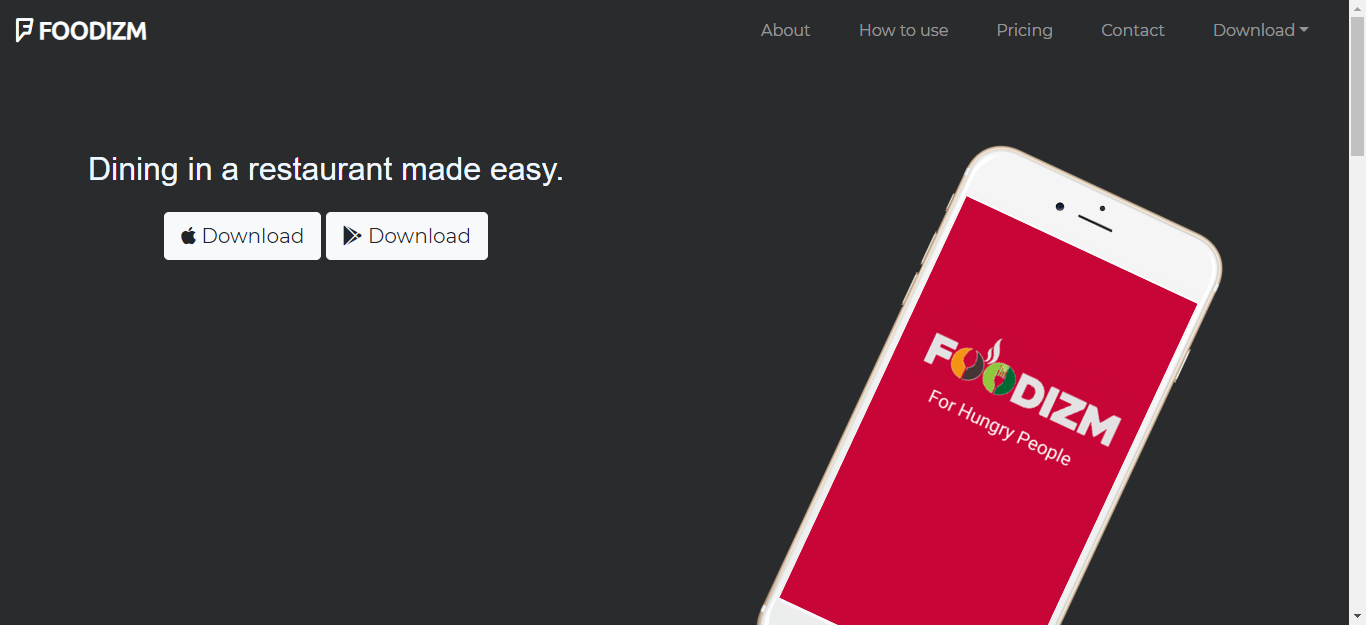 FOODIZM
About How to use Pricing Contact Download
Dining in a restaurant made easy.
Download Download
FOODIZM
For Hungry People